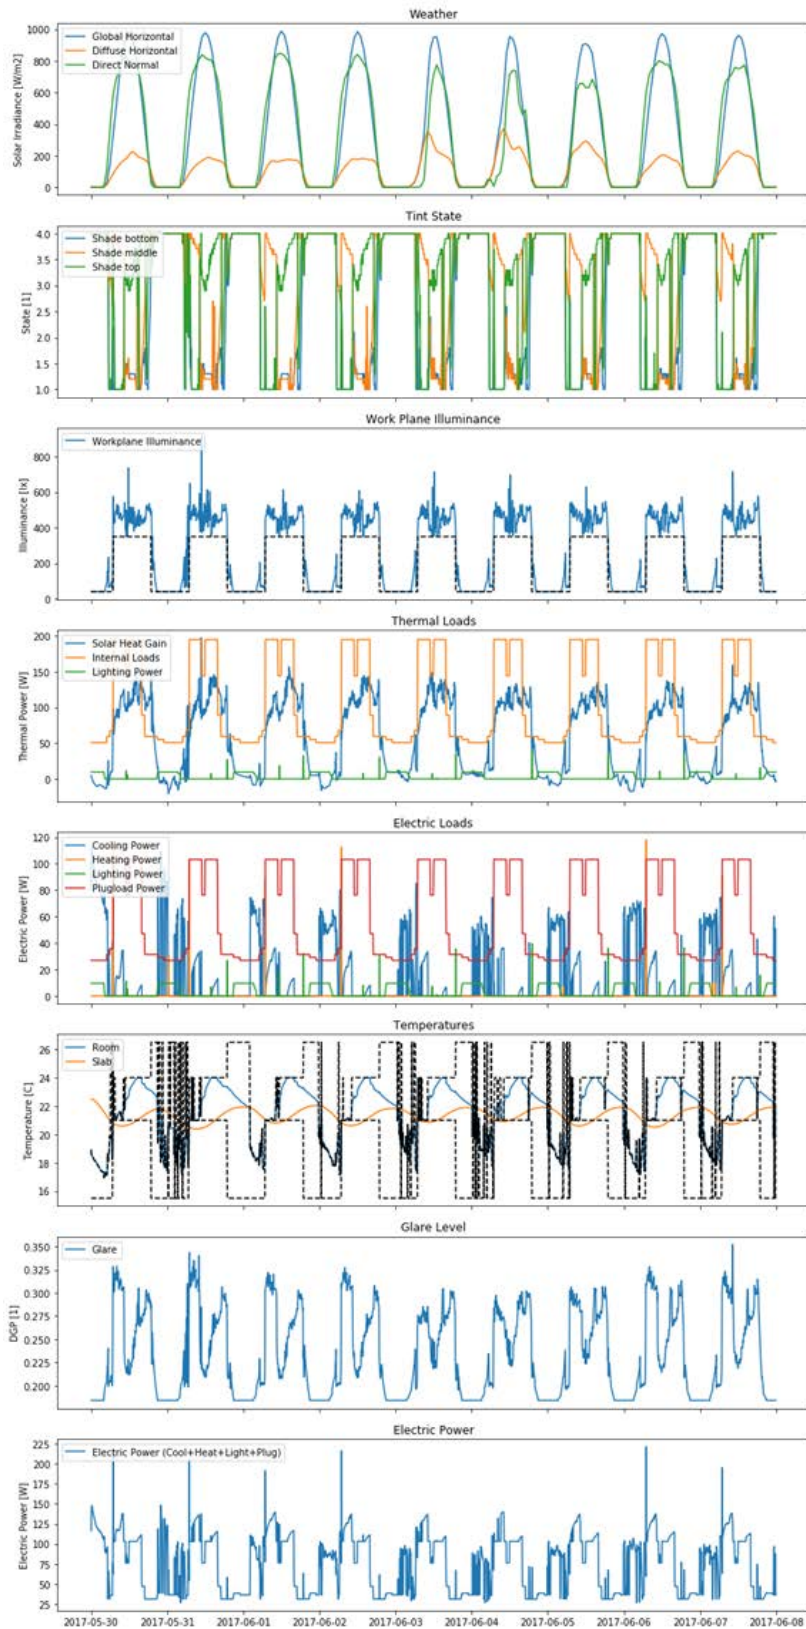 Weather
Solar Irradiance [W/m2]
1000
800
600
400
200
0
Global Horizontal
Diffuse Horizontal
Direct Normal
Tint State
State [1]
4.0
3.5
3.0
2.5
2.0
1.5
1.0
Shade bottom
Shade middle
Shade top
Work Plane Illuminance
Illuminance [lx]
800
600
400
200
0
Workplane Illuminance
Thermal Loads
Thermal Power [W]
200
150
100
50
0
Solar Heat Gain
Internal Loads
Lighting Power
Electric Loads
Electric Power [W]
120
100
80
60
40
20
0
Cooling Power
Heating Power
Lighting Power
Plugload Power
Temperatures
Temperature [C]
26
24
22
20
18
16
Room
Slab
Glare Level
DGP [1]
0.350
0.325
0.300
0.275
0.250
0.225
0.200
Glare
Electric Power
Electric Power [W]
225
200
175
150
125
100
75
50
25
Electric Power (Cool+Heat+Light+Plug)
2017-05-30 2017-05-31 2017-06-01 2017-06-02 2017-06-03 2017-06-04 2017-06-05 2017-06-06 2017-06-07 2017-06-08